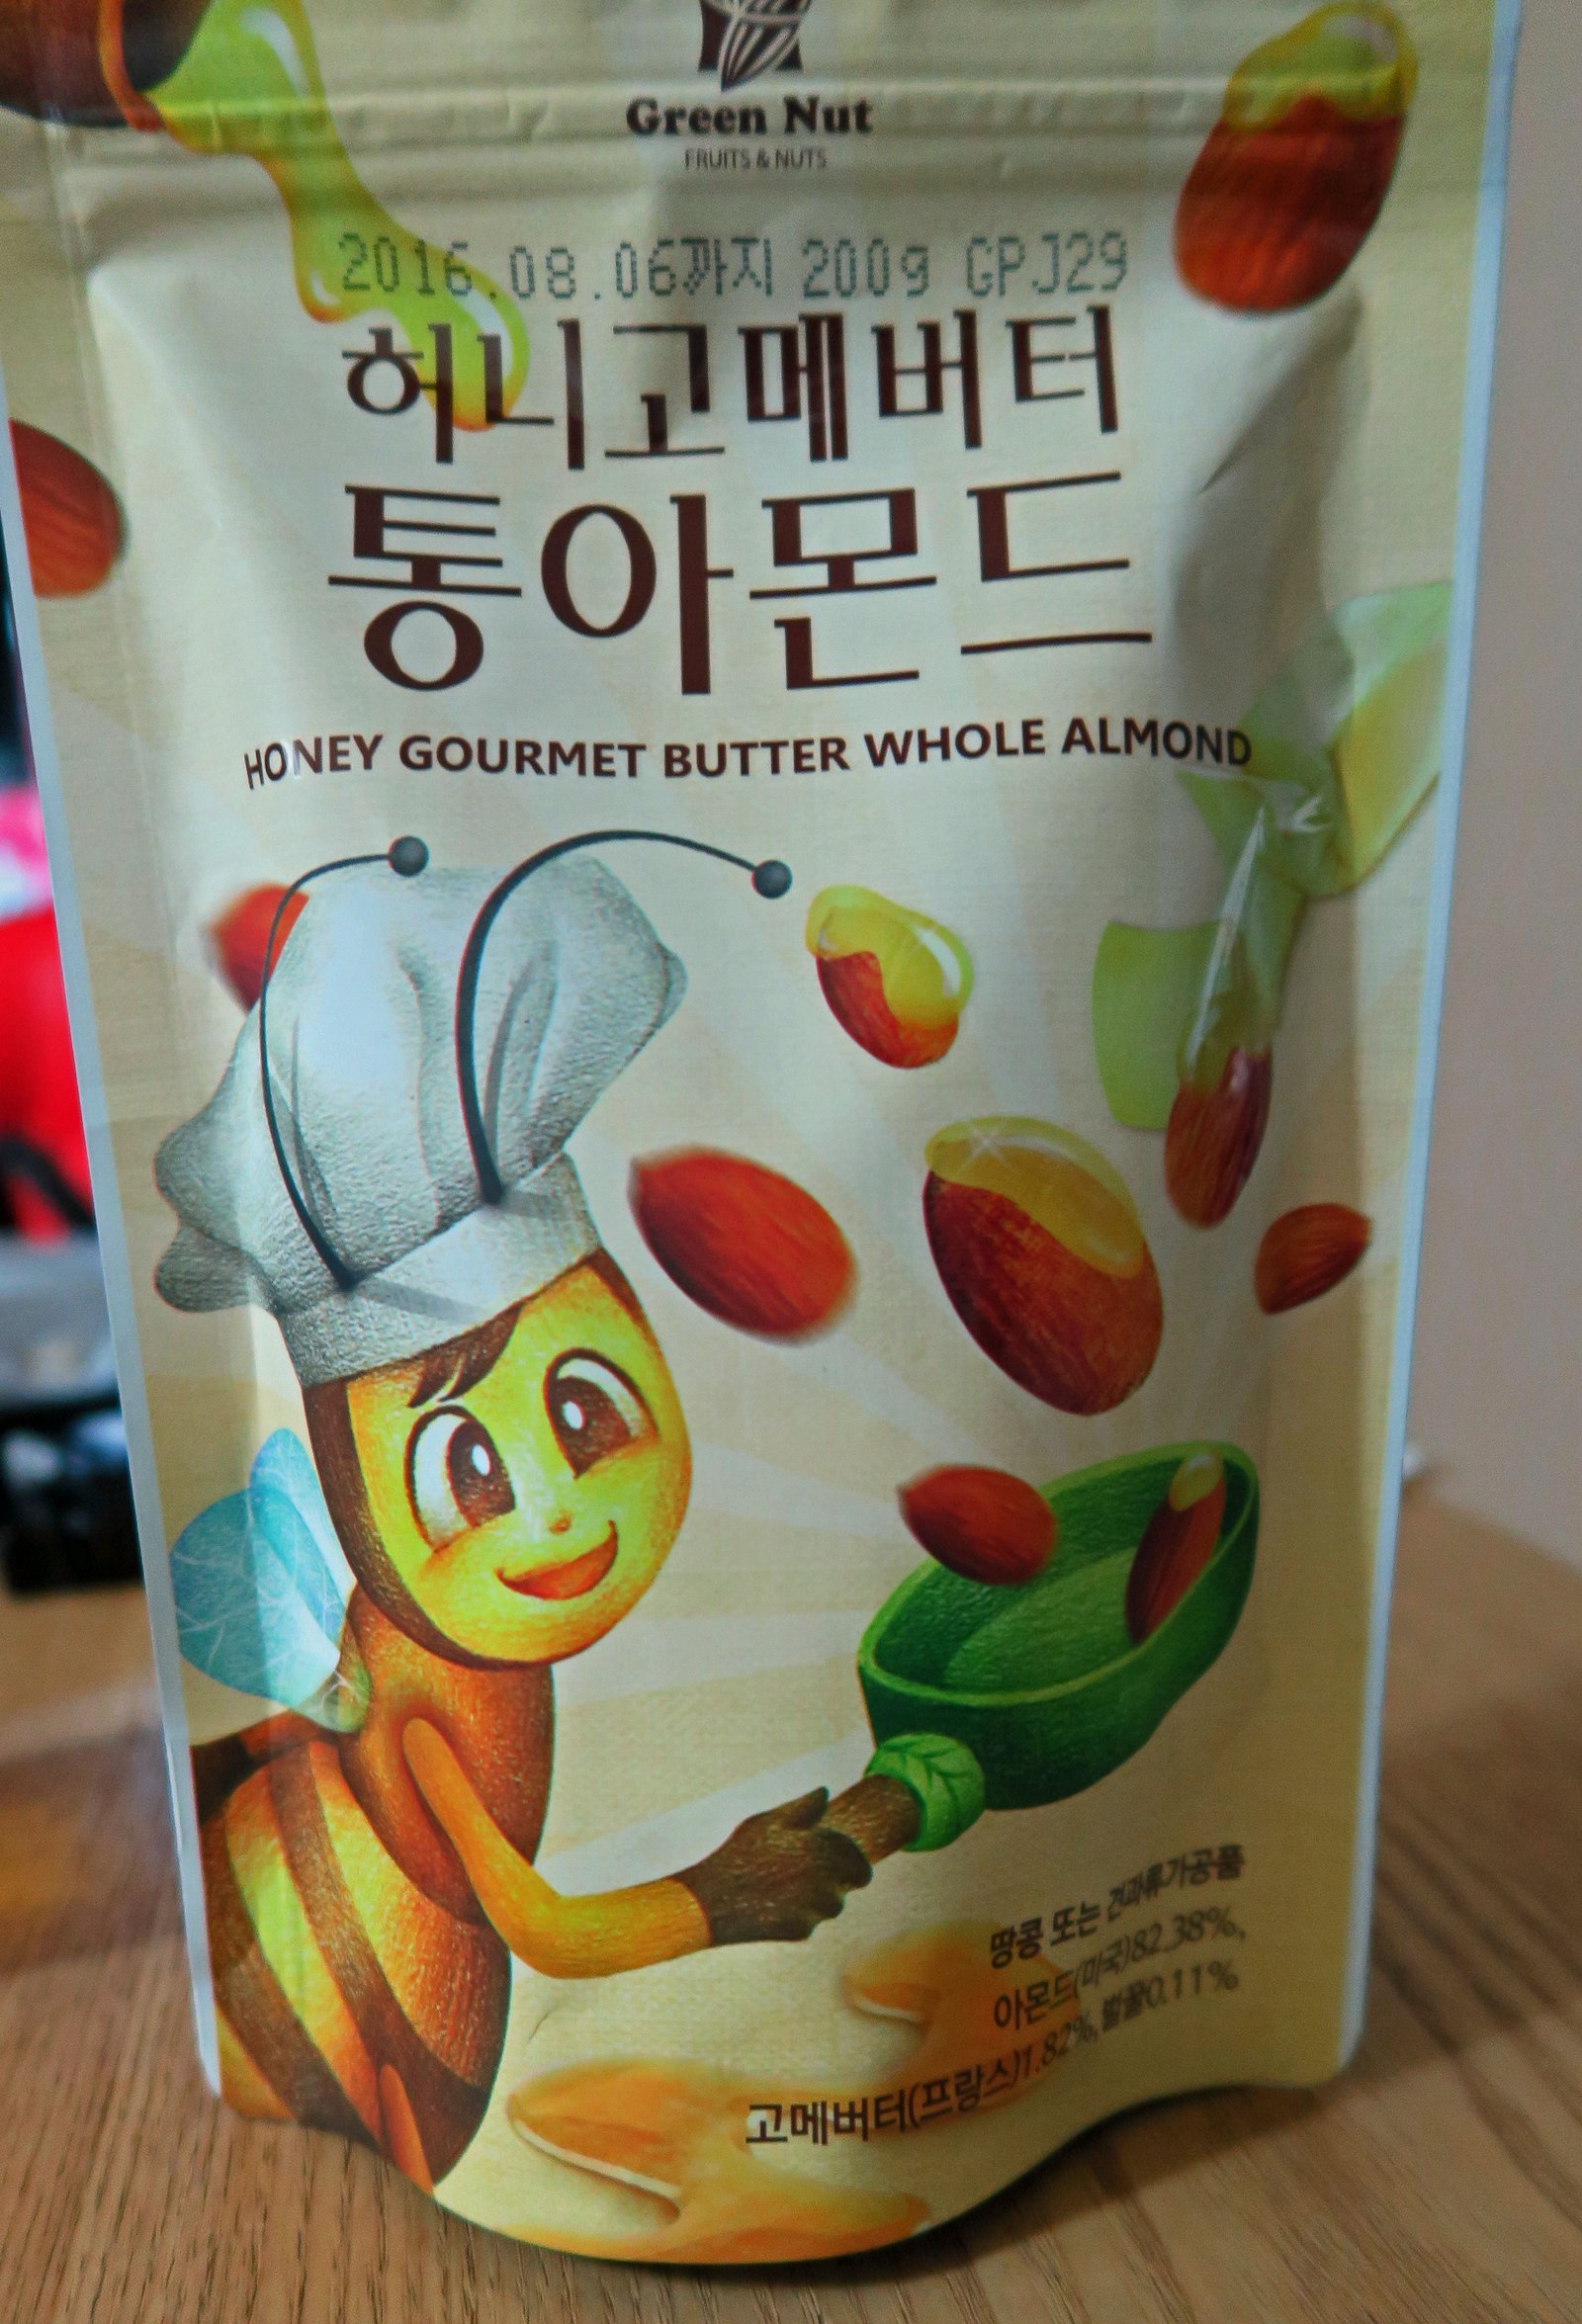 Green Nut
FRUITS & NUTS
2016.08.06까지 200g GPJ29
허니고메버터
통아몬드
HONEY GOURMET BUTTER WHOLE ALMOND
땅콩 또는 견과류가공품
아몬드(미국)82.38%,
고메버터(프랑스)1.82%, 벌꿀0.11%